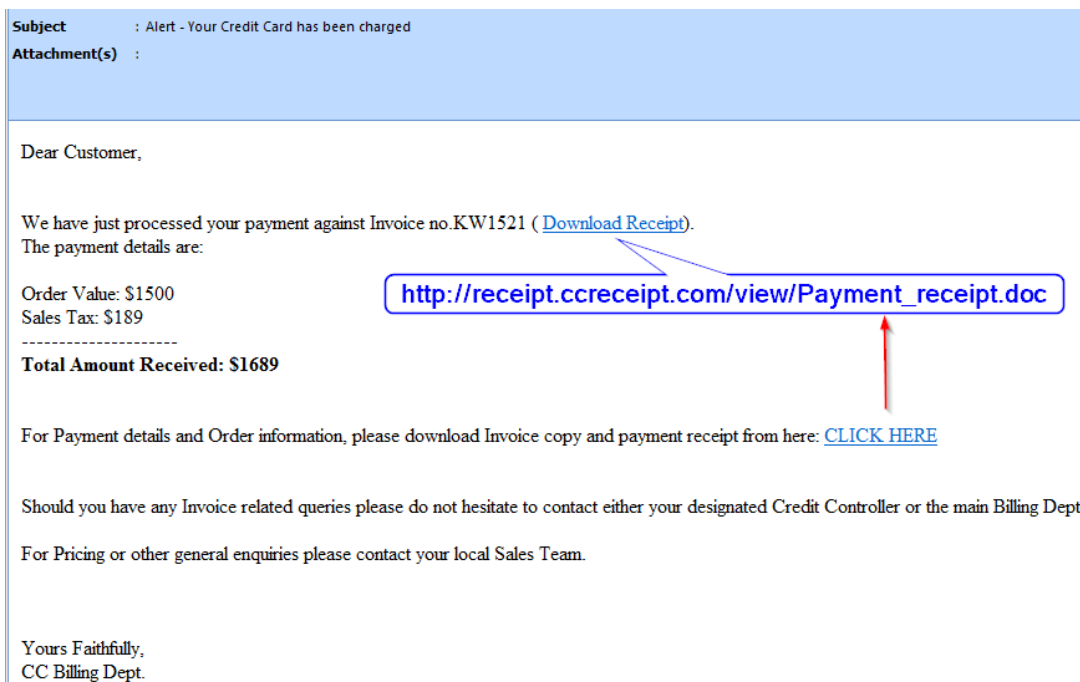 Subject : Alert - Your Credit Card has been charged
Attachment(s) :
Dear Customer,
We have just processed your payment against Invoice no.KW1521 ( Download Receipt).
The payment details are:
http://receipt.ccreceipt.com/view/Payment_receipt.doc
Order Value: $1500
Sales Tax: $189
---------------------
Total Amount Received: $1689
For Payment details and Order information, please download Invoice copy and payment receipt from here: CLICK HERE
Should you have any Invoice related queries please do not hesitate to contact either your designated Credit Controller or the main Billing Dept
For Pricing or other general enquiries please contact your local Sales Team.
Yours Faithfully,
CC Billing Dept.